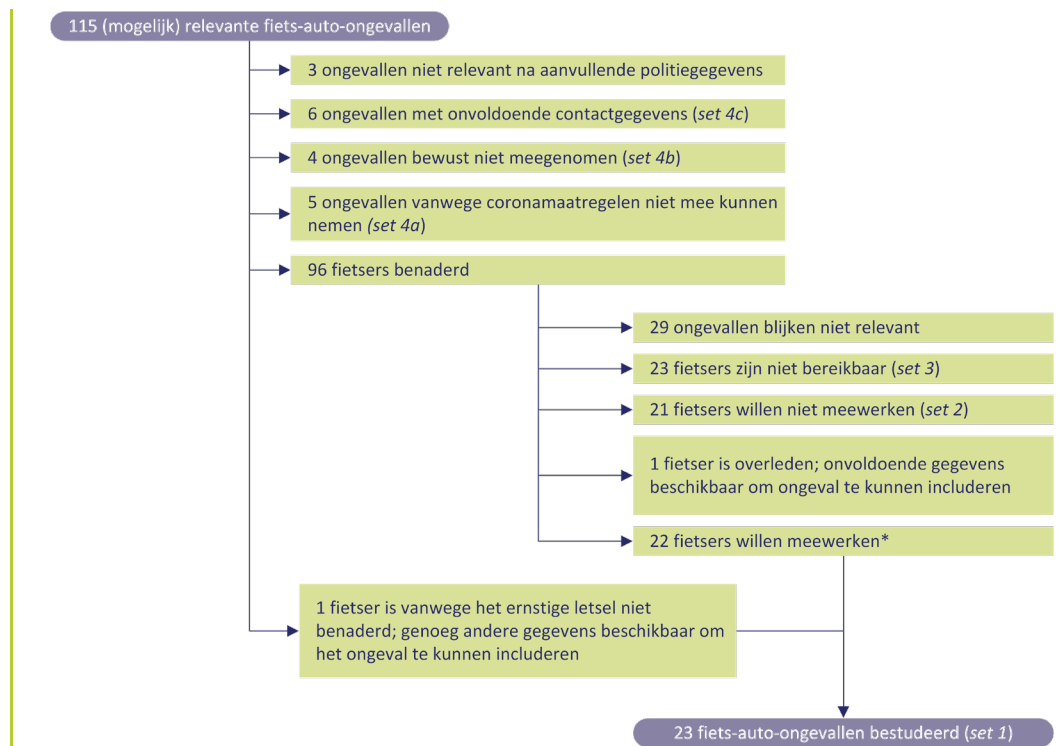 115 (mogelijk) relevante fiets-auto-ongevallen
3 ongevallen niet relevant na aanvullende politiegegevens
6 ongevallen met onvoldoende contactgegevens (set 4c)
4 ongevallen bewust niet meegenomen (set 4b)
5 ongevallen vanwege coronamaatregelen niet mee kunnen
nemen (set 4a)
96 fietsers benaderd
29 ongevallen blijken niet relevant
23 fietsers zijn niet bereikbaar (set 3)
21 fietsers willen niet meewerken (set 2)
1 fietser is overleden; onvoldoende gegevens
beschikbaar om ongeval te kunnen includeren
22 fietsers willen meewerken*
1 fietser is vanwege het ernstige letsel niet
benaderd; genoeg andere gegevens beschikbaar om
het ongeval te kunnen includeren
23 fiets-auto-ongevallen bestudeerd (set 1)